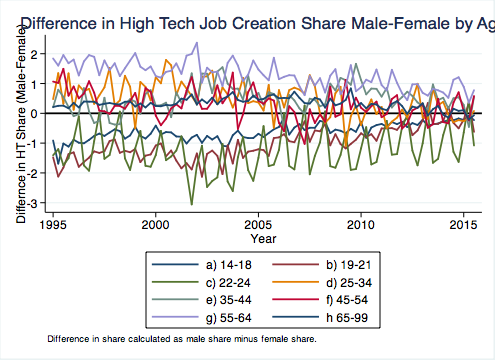 Difference in High Tech Job Creation Share Male-Female by Ag
Differnce in HT Share (Male-Female)
2
1
0
-1
-2
-3
1995 2000 2005 2010 2015
Year
a) 14-18 b) 19-21
c) 22-24 d) 25-34
e) 35-44 f) 45-54
g) 55-64 h 65-99
Difference in share calculated as male share minus female share.